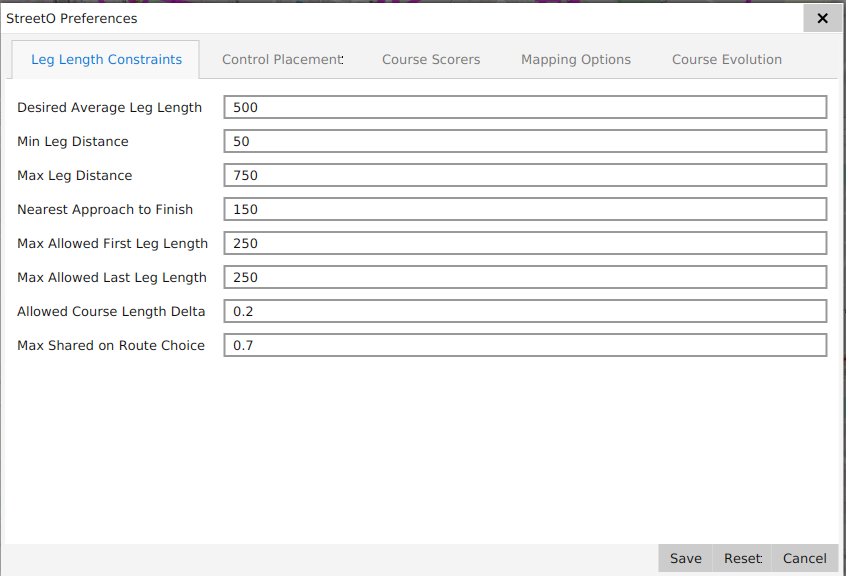 StreetO Preferences
Leg Length Constraints Control Placement Course Scorers Mapping Options Course Evolution
Desired Average Leg Length 500
Min Leg Distance 50
Max Leg Distance 750
Nearest Approach to Finish 150
Max Allowed First Leg Length 250
Max Allowed Last Leg Length 250
Allowed Course Length Delta 0.2
Max Shared on Route Choice 0.7
Save Reset Cancel